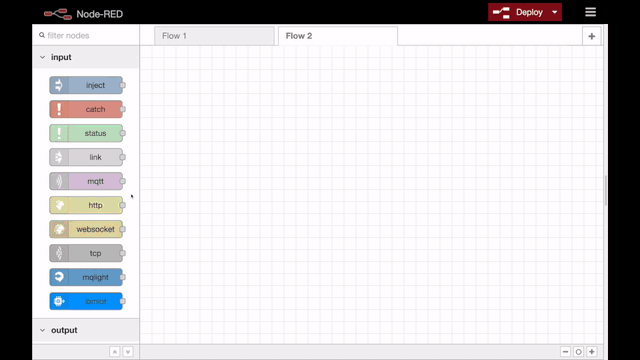 Node-RED
Deploy
filter nodes
Flow 1
Flow 2
input
inject
catch
status
link
mqtt
http
websocket
tcp
mqlight
output